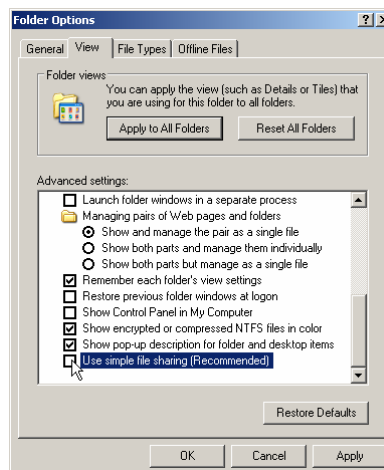 Folder Options
General View File Types Offline Files
Folder views
You can apply the view (such as Details or Tiles) that
you are using for this folder to all folders.
Apply to All Folders Reset All Folders
Advanced settings:
Launch folder windows in a separate process
Managing pairs of Web pages and folders
Show and manage the pair as a single file
Show both parts and manage them individually
Show both parts but manage as a single file
Remember each folder's view settings
Restore previous folder windows at logon
Show Control Panel in My Computer
Show encrypted or compressed NTFS files in color
Show pop-up description for folder and desktop items
Use simple file sharing (Recommended)
Restore Defaults
OK Cancel Apply